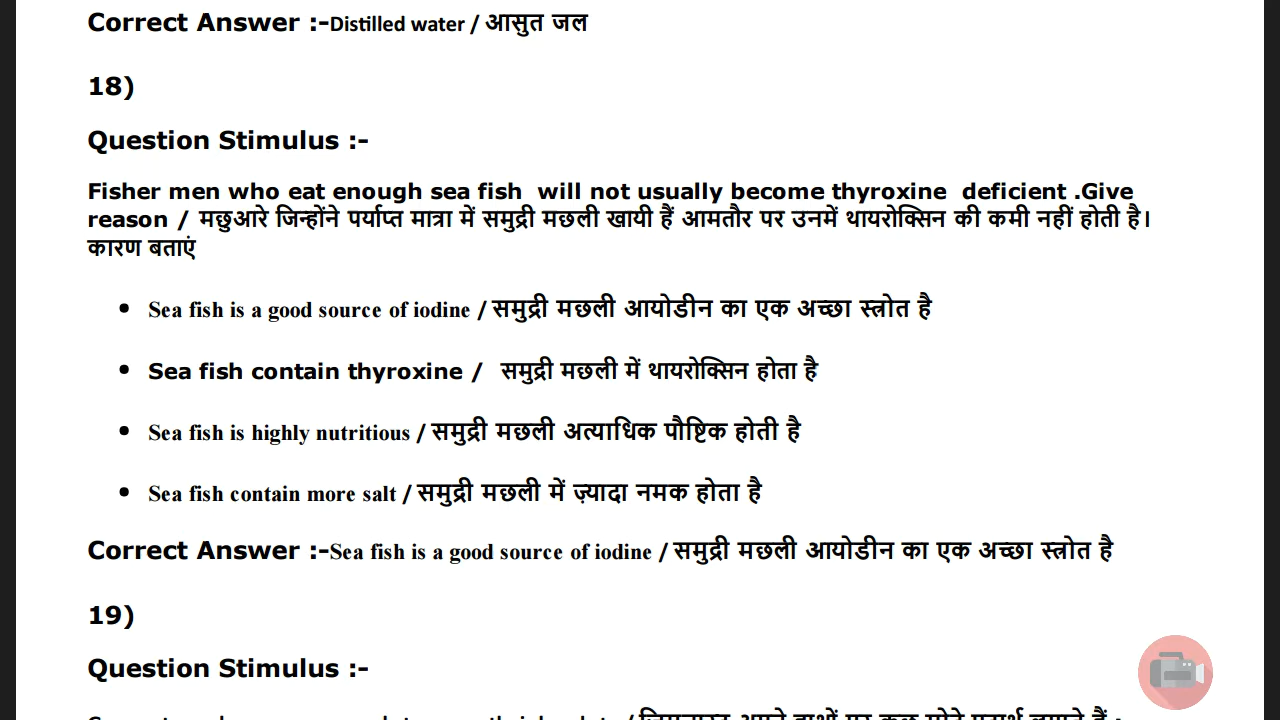 Correct Answer :-Distilled water / आसुत जल
18)
Question Stimulus :-
Fisher men who eat enough sea fish  will not usually become thyroxine  deficient .Give
reason / मछुआरे जिन्होंने पर्याप्त मात्रा में समुद्री मछली खायी हैं आमतौर पर उनमें थायरोक्सिन की कमी नहीं होती है।
कारण बताएं
• Sea fish is a good source of iodine / समुद्री मछली आयोडीन का एक अच्छा स्त्रोत है
• Sea fish contain thyroxine /  समुद्री मछली में थायरोक्सिन होता है
• Sea fish is highly nutritious / समुद्री मछली अत्याधिक पौष्टिक होती है
• Sea fish contain more salt / समुद्री मछली में ज़्यादा नमक होता है
Correct Answer :-Sea fish is a good source of iodine / समुद्री मछली आयोडीन का एक अच्छा स्त्रोत है
19)
Question Stimulus :-